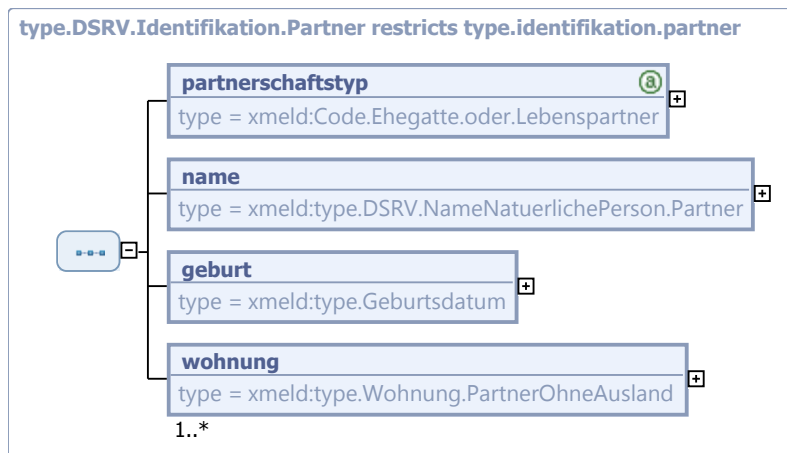 type.DSRV.Identifikation.Partner restricts type.identifikation.partner
partnerschaftstyp
a
type = xmeld:Code.Ehegatte.oder.Lebenspartner
name
type = xmeld:type.DSRV.NameNatuerlichePerson.Partner
geburt
type = xmeld:type.Geburtsdatum
wohnung
type = xmeld:type.Wohnung.PartnerOhneAusland
1..*